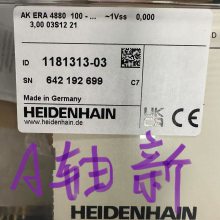 AK ERA 4880 100 - ... ~1Vss 0,000
3,00 03S12 21
ID 1181313-03
SN 642 192 699 C7
Made in Germany
HEIDENHAIN
www.heidenhain.de
UK CA
A轴新
HEIDENHAIN